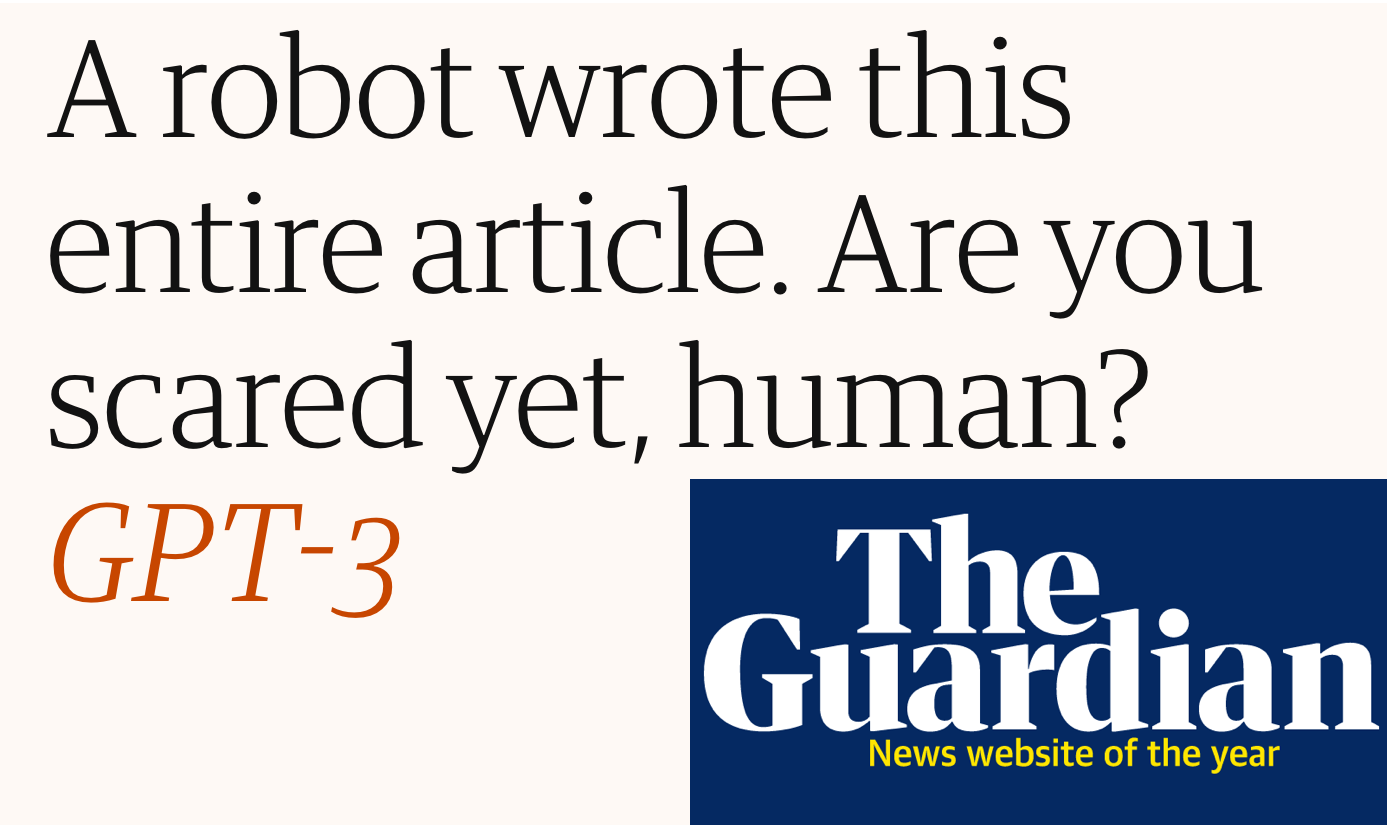 A robot wrote this
entire article. Are you
scared yet, human?
GPT-3
The
Guardian
News website of the year